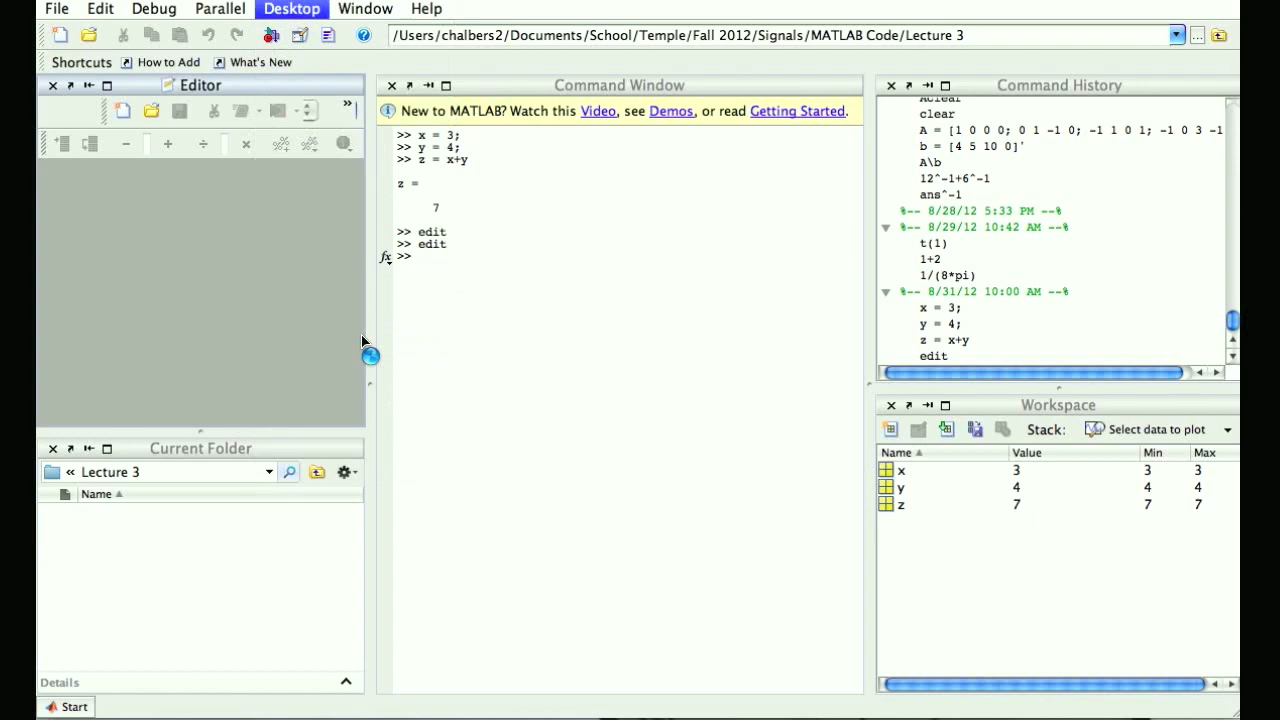 File Edit Debug Parallel Desktop Window Help
/Users/chalbers2/Documents/School/Temple/Fall 2012/Signals/MATLAB Code/Lecture 3
Shortcuts How to Add What's New
Editor
»
Current Folder
« Lecture 3
Name
Details
Start
Command Window
New to MATLAB? Watch this Video, see Demos, or read Getting Started.
>> x = 3;
>> y = 4;
>> z = x+y
z =
7
>> edit
>> edit
fx >>
Command History
clear
A = [1 0 0 0; 0 1 -1 0; -1 1 0 1; -1 0 3 -1
b = [4 5 10 0]'
A\b
12^-1+6^-1
ans^-1
%-- 8/28/12 5:33 PM --%
%-- 8/29/12 10:42 AM --%
t(1)
1+2
1/(8*pi)
%-- 8/31/12 10:00 AM --%
x = 3;
y = 4;
z = x+y
edit
Workspace
Stack: Select data to plot
Name Value Min Max
x 3 3 3
y 4 4 4
z 7 7 7